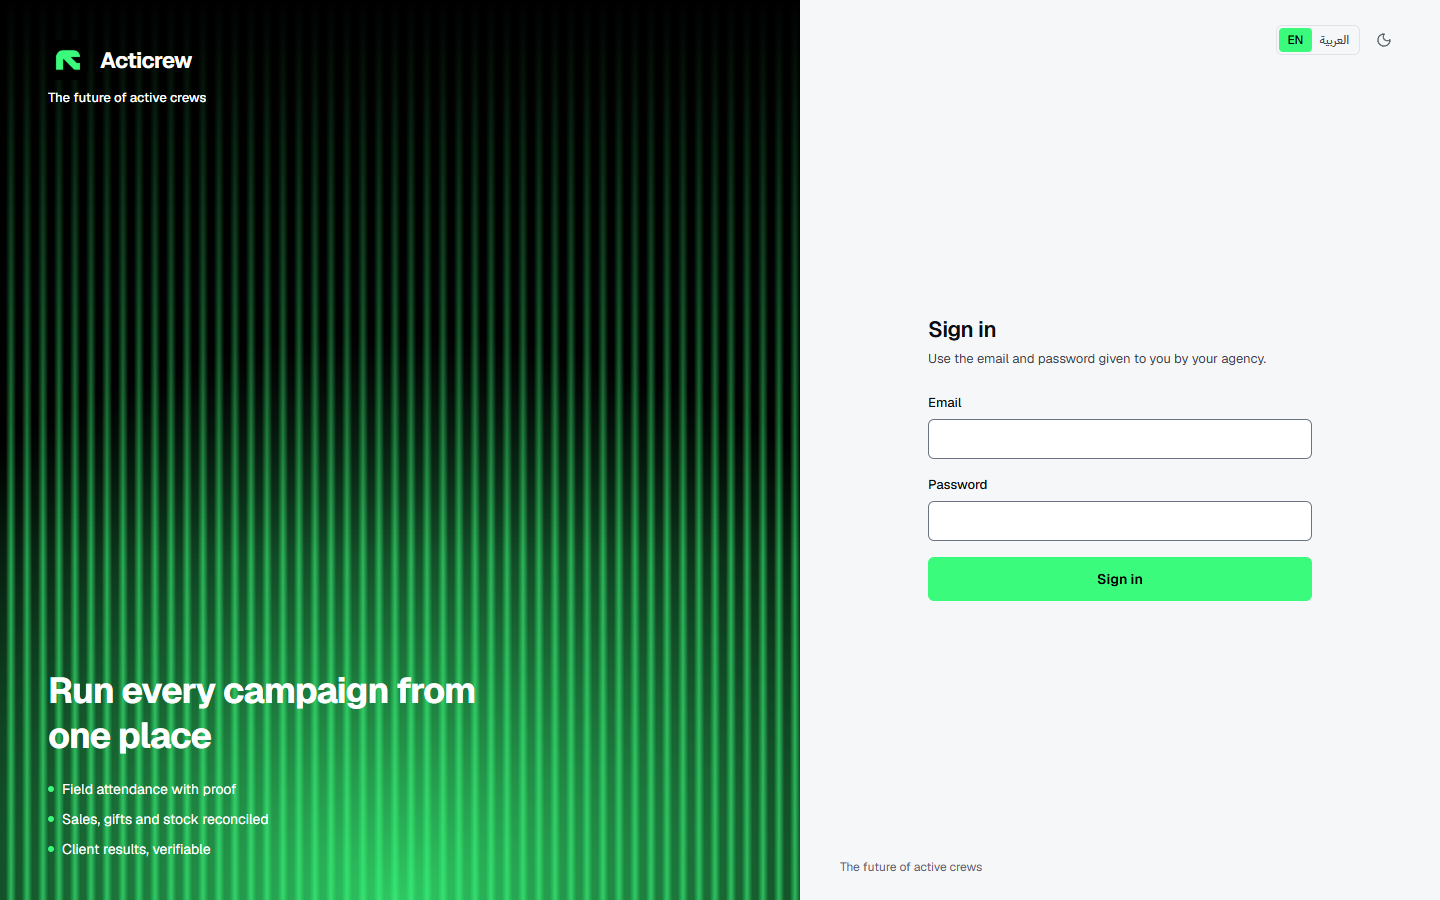 Acticrew
The future of active crews
Run every campaign from
one place
Field attendance with proof
Sales, gifts and stock reconciled
Client results, verifiable
EN العربية
Sign in
Use the email and password given to you by your agency.
Email
Password
Sign in
The future of active crews